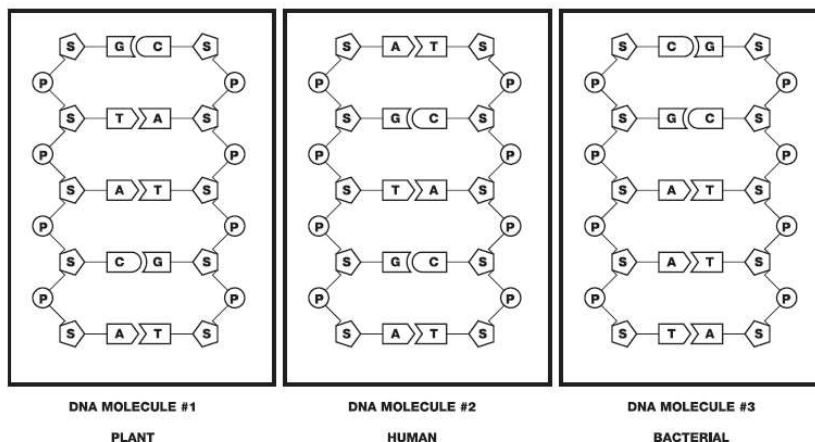 S G C S S A T S S C G S
P P P P P P
S T A S S G C S S G C S
P P P P P P
S A T S S T A S S A T S
P P P P P P
S C G S S G C S S A T S
P P P P P P
S A T S S A T S S T A S
DNA MOLECULE #1 DNA MOLECULE #2 DNA MOLECULE #3
PLANT HUMAN BACTERIAL